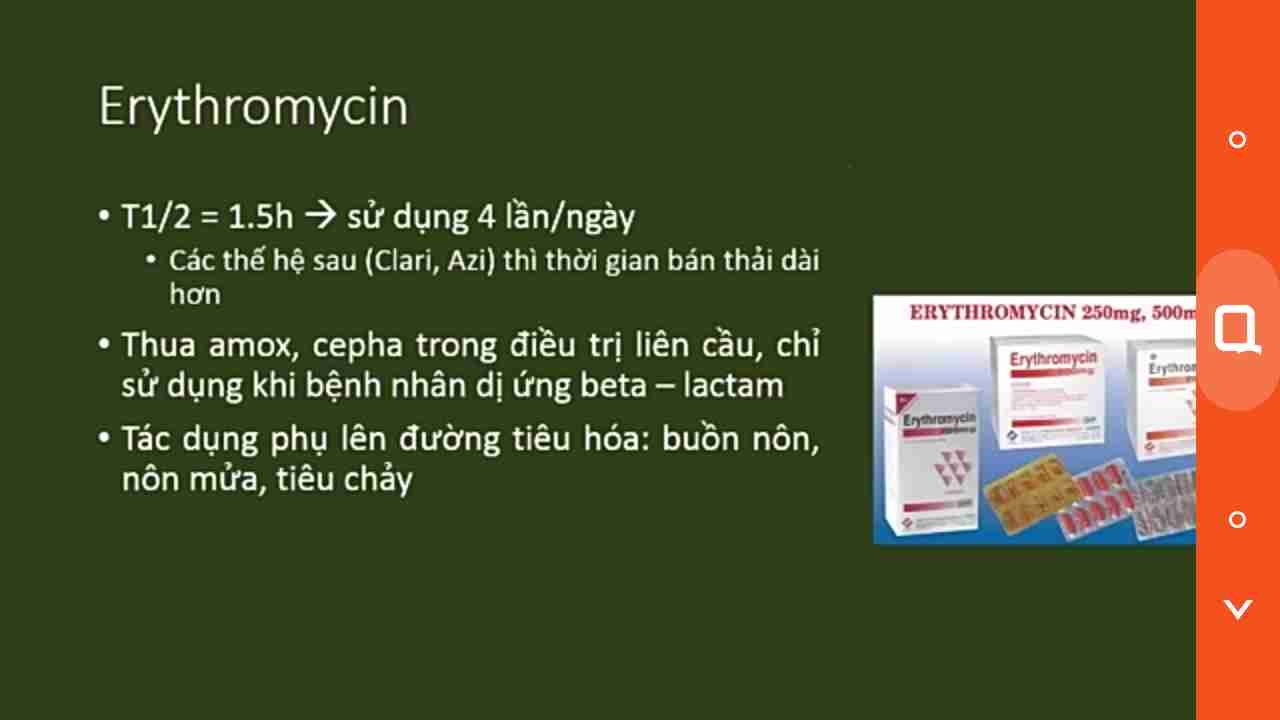 Erythromycin
• T1/2 = 1.5h → sử dụng 4 lần/ngày
• Các thế hệ sau (Clari, Azi) thì thời gian bán thải dài
hơn
• Thua amox, cepha trong điều trị liên cầu, chỉ
sử dụng khi bệnh nhân dị ứng beta – lactam
• Tác dụng phụ lên đường tiêu hóa: buồn nôn,
nôn mửa, tiêu chảy
ERYTHROMYCIN 250mg, 500m
Erythromycin
Erythromycin